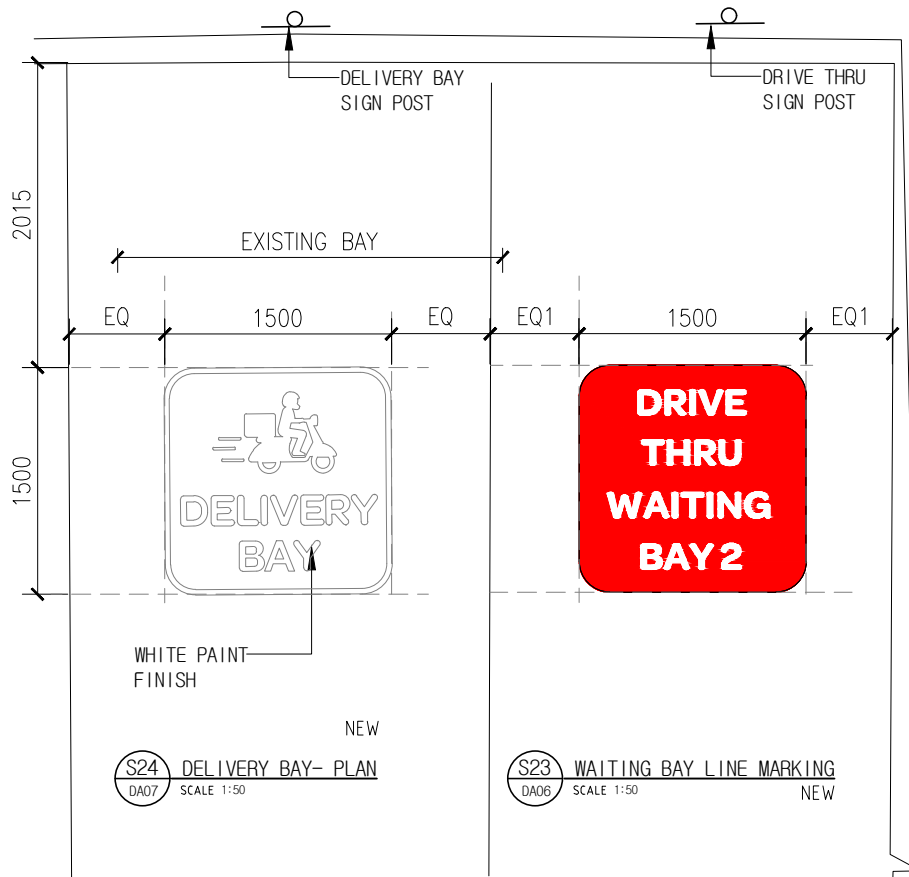 DELIVERY BAY
SIGN POST
DRIVE THRU
SIGN POST
2015
EXISTING BAY
EQ
1500
EQ
EQ1
1500
EQ1
1500
DELIVERY
BAY
DRIVE
THRU
WAITING
BAY 2
WHITE PAINT
FINISH
NEW
S24
DA07
DELIVERY BAY- PLAN
SCALE 1:50
S23
DA06
WAITING BAY LINE MARKING
SCALE 1:50
NEW